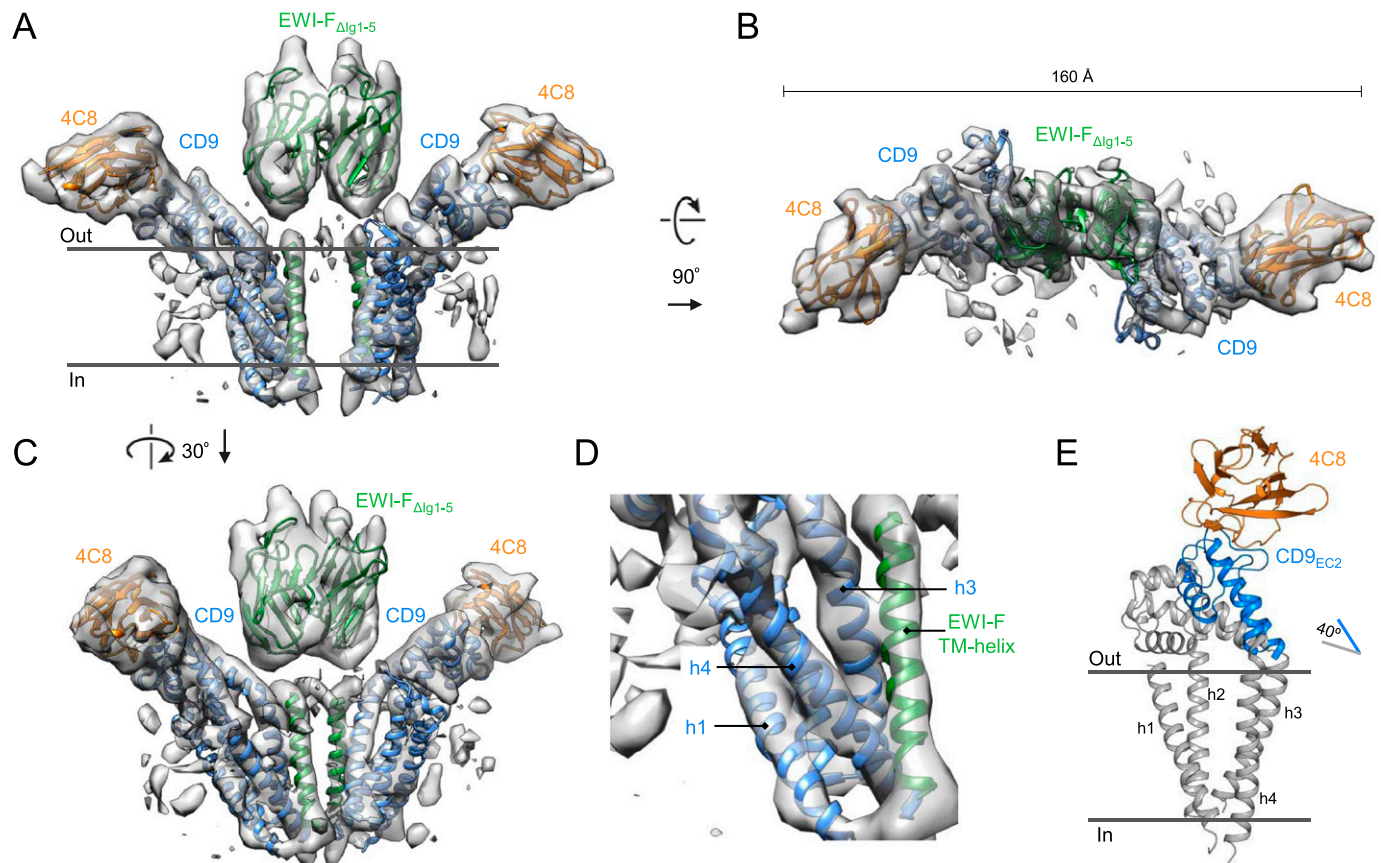 A
EWI-FΔIg1-5
4C8
CD9
CD9
4C8
Out
In
90°
B
160 Å
EWI-FΔIg1-5
CD9
4C8
4C8
CD9
30°
C
EWI-FΔIg1-5
4C8
CD9
CD9
4C8
D
h3
EWI-F
TM-helix
h4
h1
E
4C8
CD9EC2
40°
Out
h1
h2
h3
h4
In